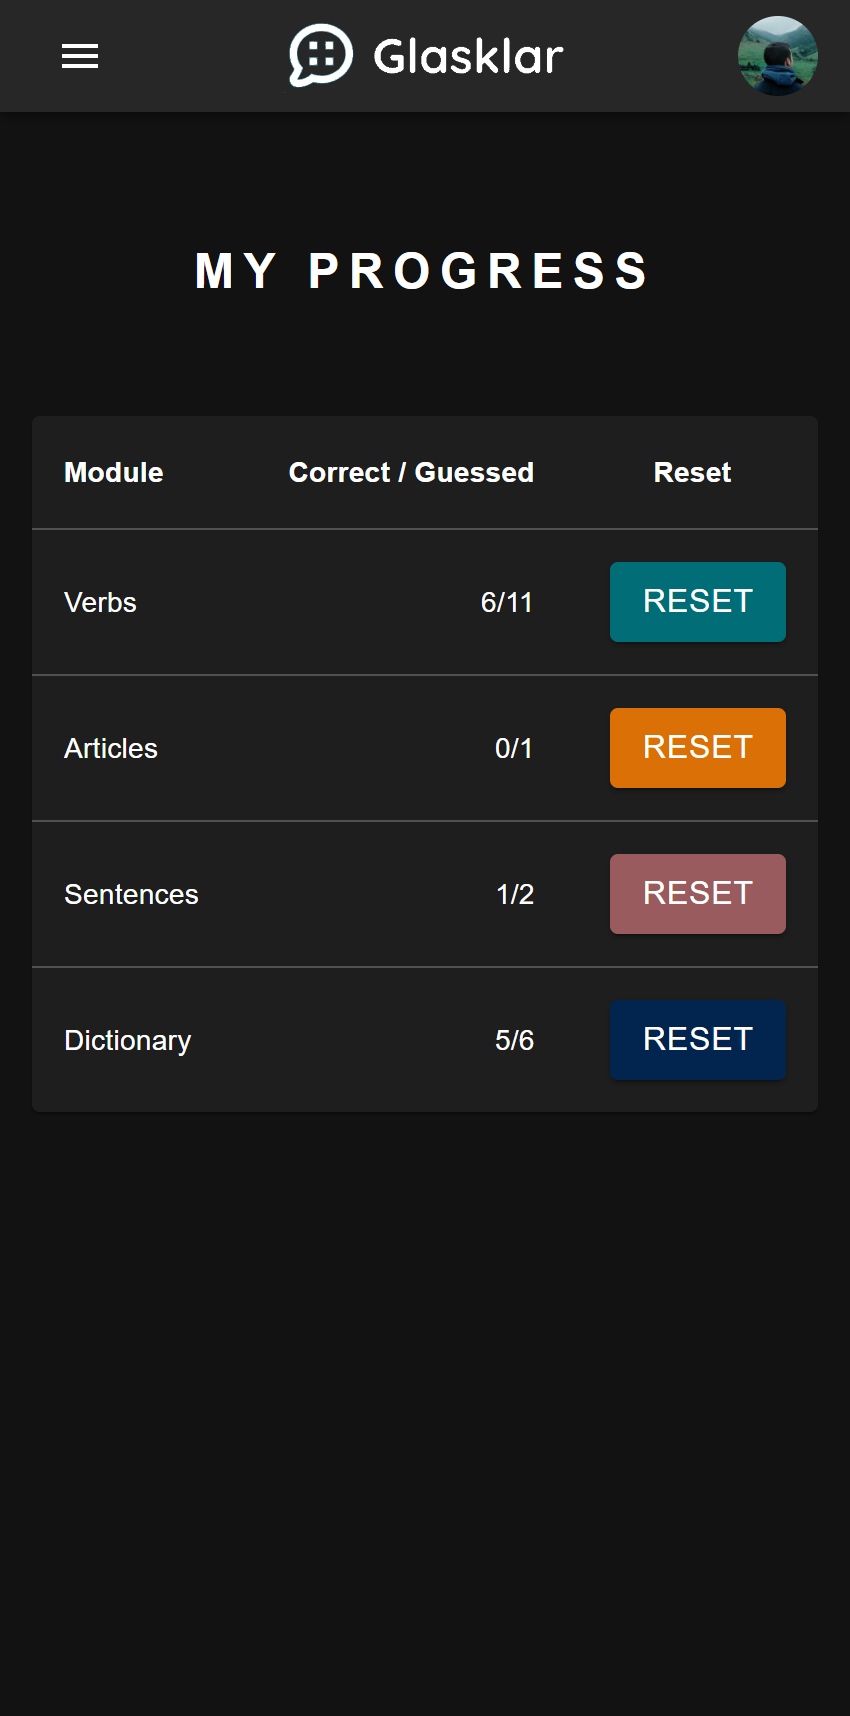 Glasklar
MY PROGRESS
Module Correct / Guessed Reset
Verbs 6/11 RESET
Articles 0/1 RESET
Sentences 1/2 RESET
Dictionary 5/6 RESET